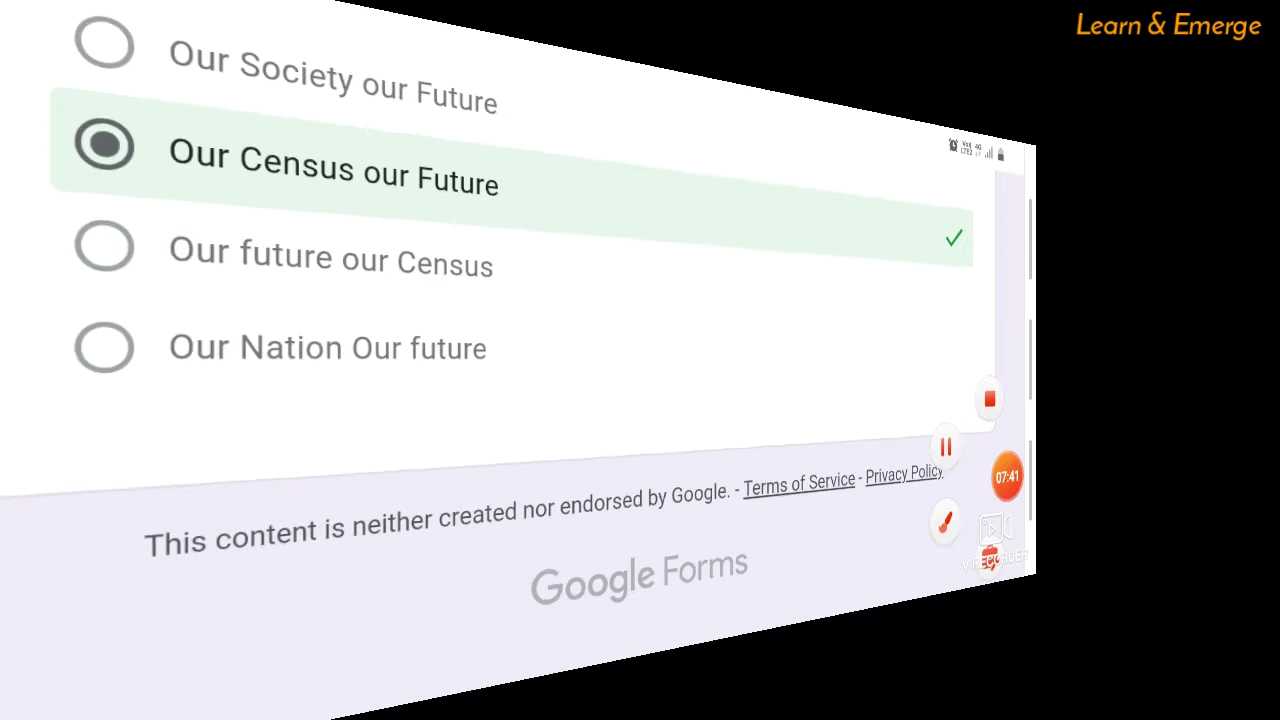 Learn & Emerge
Our Society our Future
Our Census our Future
Our future our Census
Our Nation Our future
07:41
This content is neither created nor endorsed by Google. - Terms of Service - Privacy Policy
Google Forms